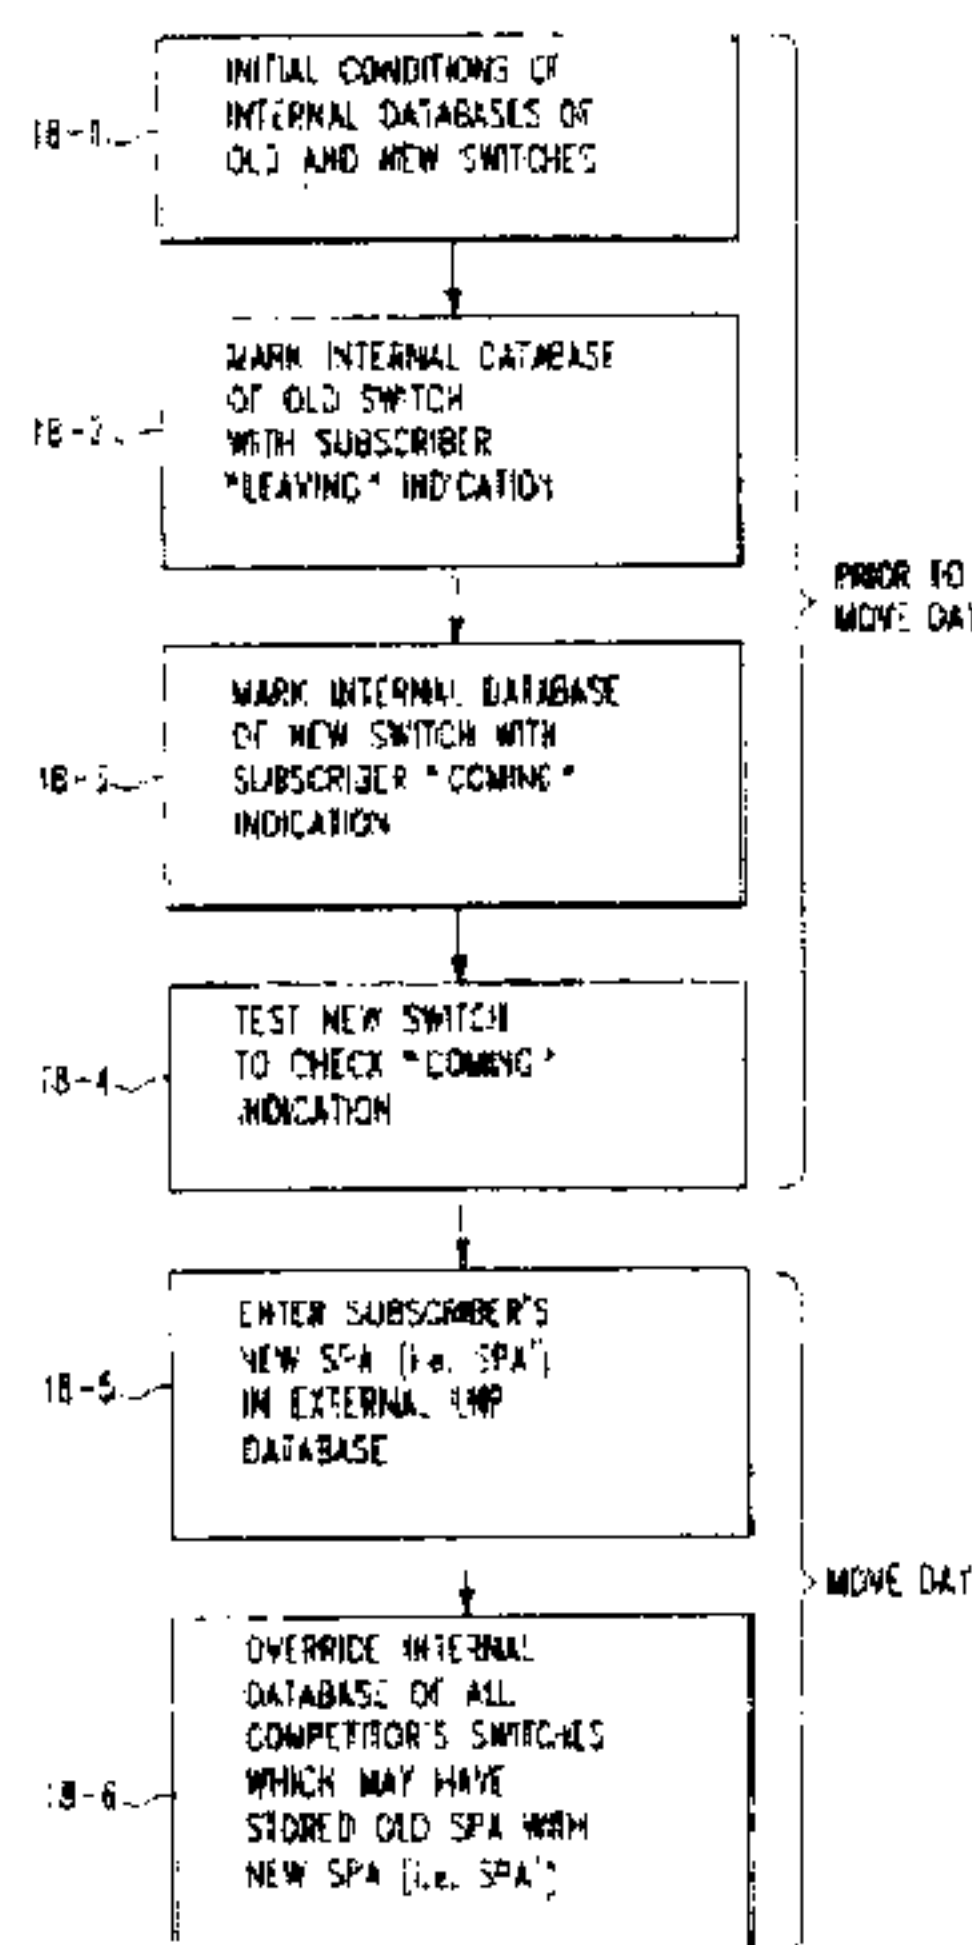 INITIAL CONDITIONS OF
INTERNAL DATABASES OF
OLD AND NEW SWITCHES
18-1
MARK INTERNAL DATABASE
OF OLD SWITCH
WITH SUBSCRIBER
"LEAVING" INDICATION
18-2
PRIOR TO
MOVE DAT
MARK INTERNAL DATABASE
OF NEW SWITCH WITH
SUBSCRIBER "COMING"
INDICATION
18-3
TEST NEW SWITCH
TO CHECK "COMING"
INDICATION
18-4
ENTER SUBSCRIBER'S
NEW SPA (i.e. SPA')
IN EXTERNAL LNP
DATABASE
18-5
MOVE DAT
OVERRIDE INTERNAL
DATABASE OF ALL
COMPETITOR'S SWITCHES
WHICH MAY HAVE
STORED OLD SPA WITH
NEW SPA (i.e. SPA')
18-6